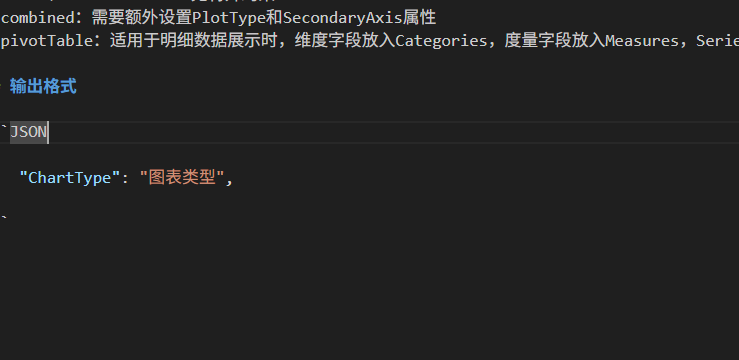 combined：需要额外设置PlotType和SecondaryAxis属性
pivotTable：适用于明细数据展示时，维度字段放入Categories，度量字段放入Measures，Serie
输出格式
`JSON
"ChartType": "图表类型",
`